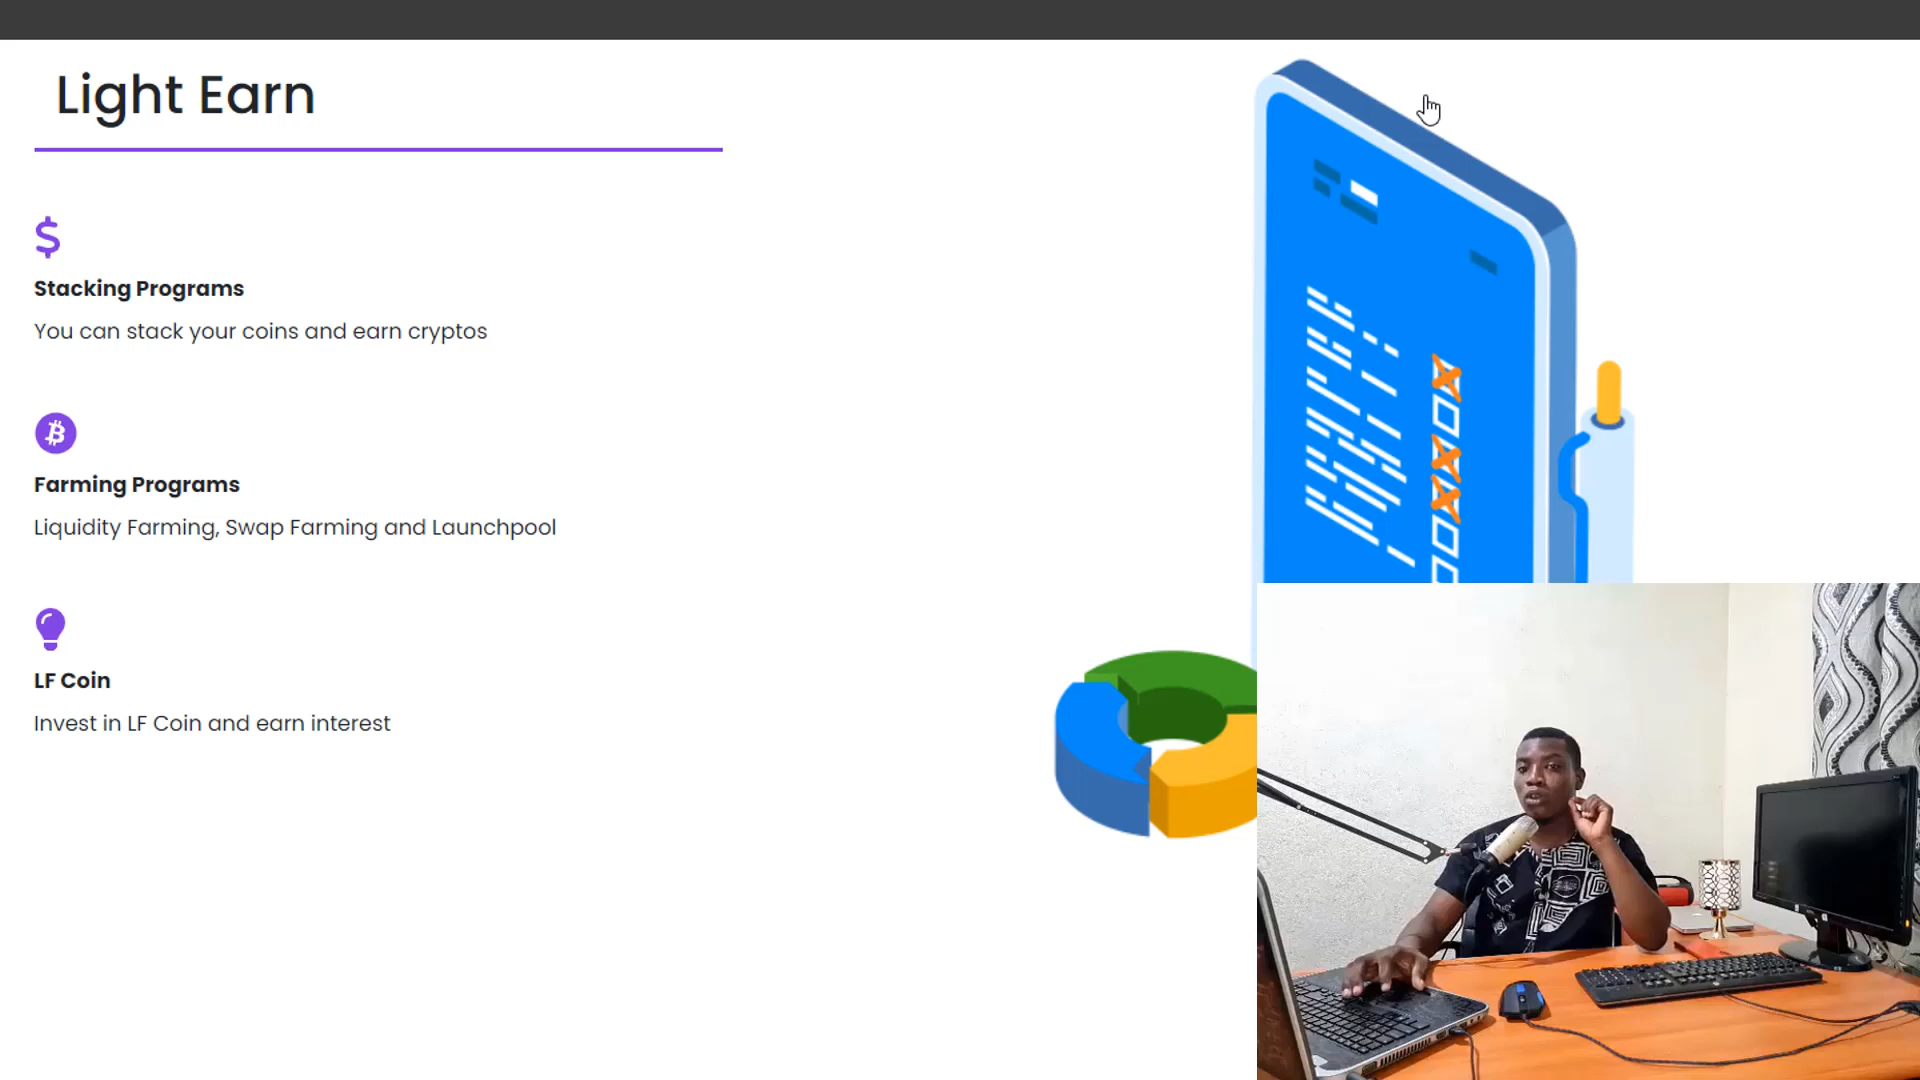 Light Earn
Stacking Programs
You can stack your coins and earn cryptos
Farming Programs
Liquidity Farming, Swap Farming and Launchpool
LF Coin
Invest in LF Coin and earn interest